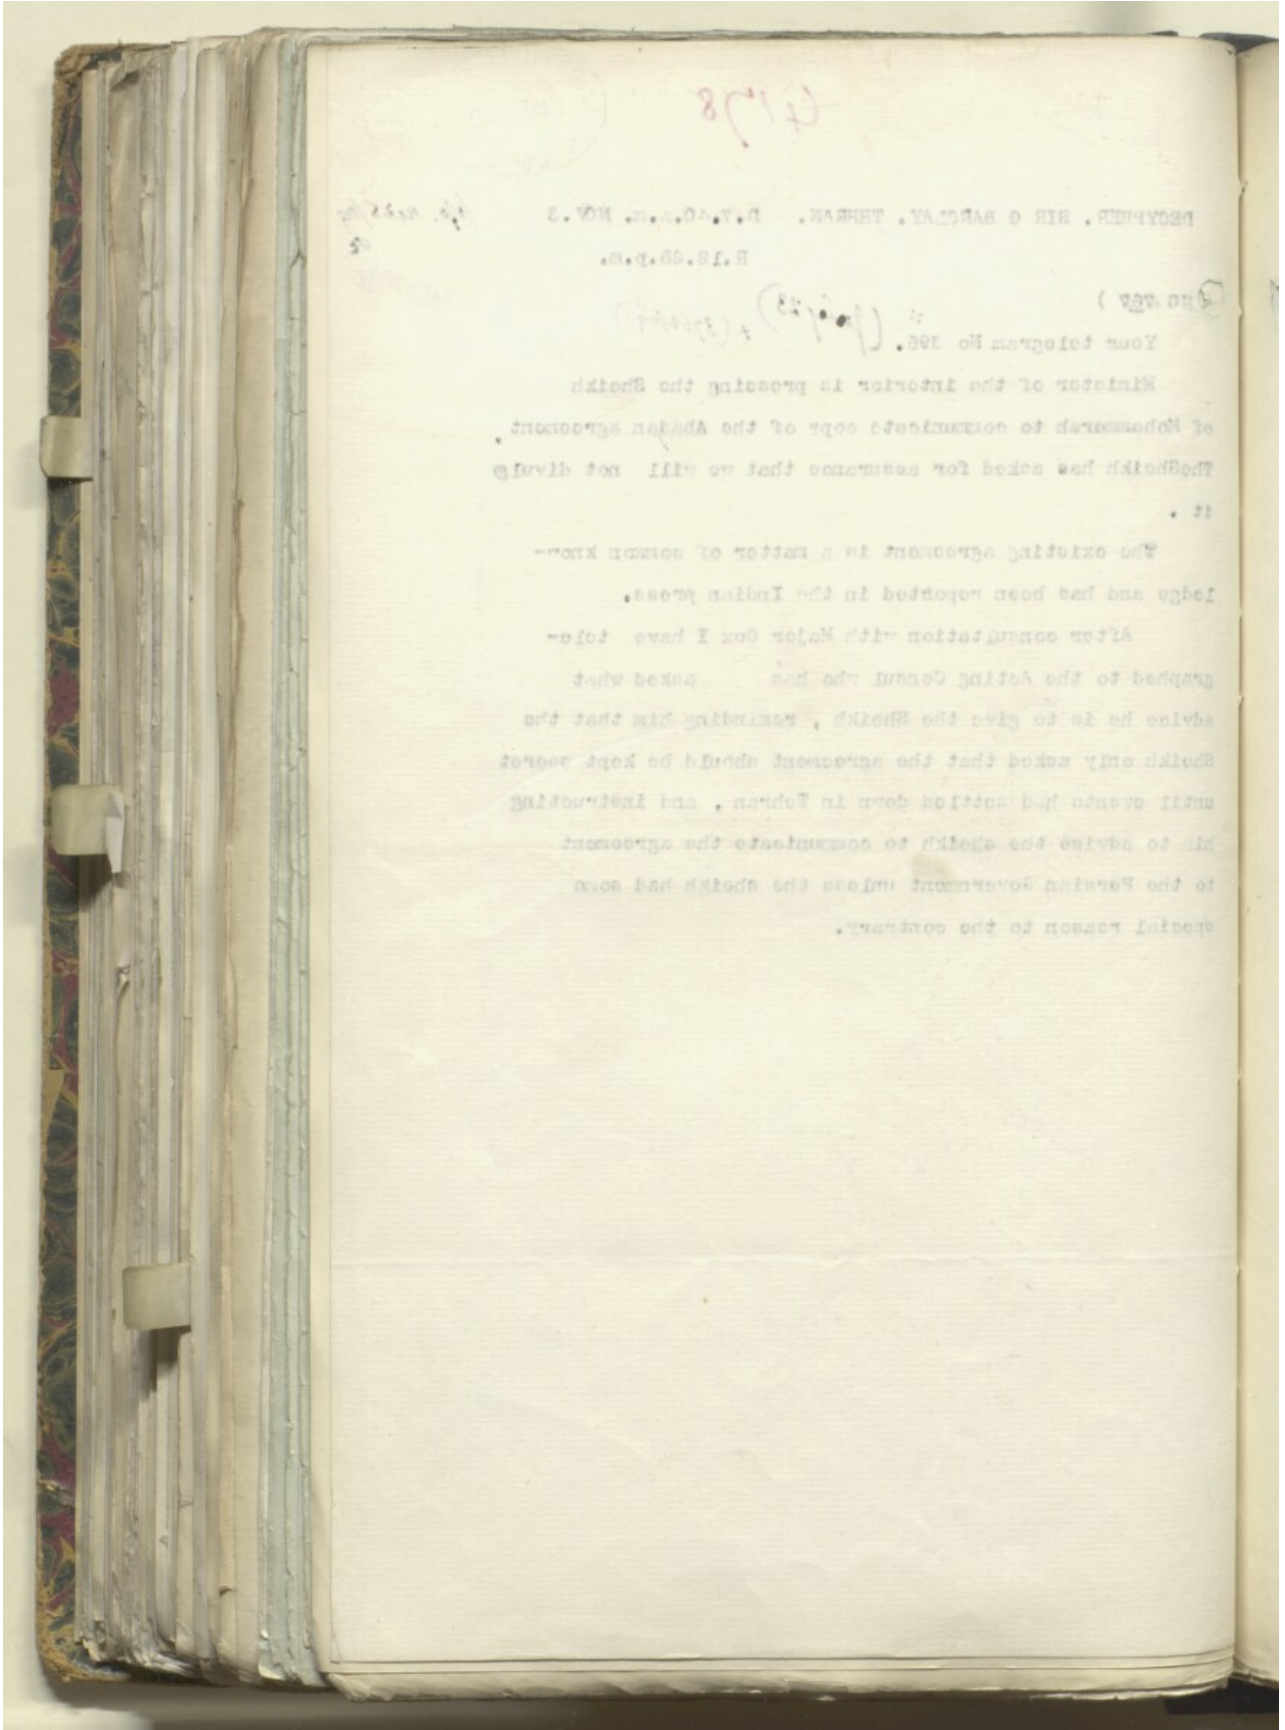 4178
DECYPHER. SIR G BARCLAY. TEHRAN. D.7.40.a.m. NOV.3
R.12.25.p.m.
Your telegram No 396.
Minister of the interior is pressing the Sheikh
of Mohammerah to communicate copy of the Abadan agreement.
TheSheikh has asked for assurance that we will not divulg
it .
The existing agreement is a matter of common know-
ledge and has been reported in the Indian press.
After consultation with Major Cox I have tele-
graphed to the Acting Consul who has asked what
advice he is to give the Sheikh , reminding him that the
Sheikh only asked that the agreement should be kept secret
until events had settled down in Tehran , and instructing
him to advise the sheikh to communicate the agreement
to the Persian Government unless the sheikh had some
special reason to the contrary.